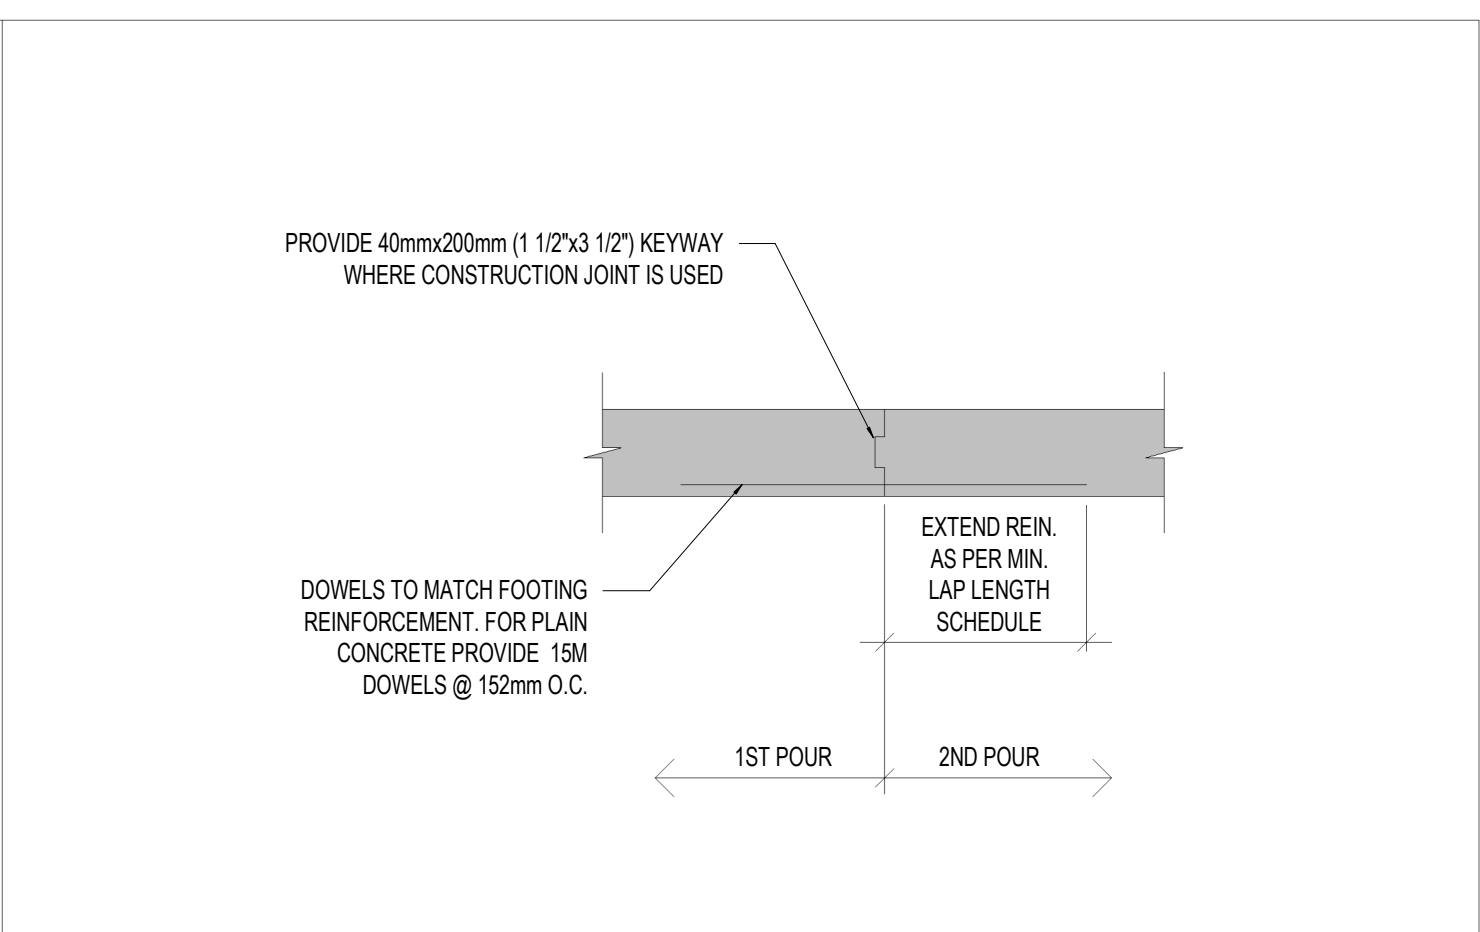 PROVIDE 40mmx200mm (1 1/2"x3 1/2") KEYWAY
WHERE CONSTRUCTION JOINT IS USED
EXTEND REIN.
AS PER MIN.
LAP LENGTH
SCHEDULE
DOWELS TO MATCH FOOTING
REINFORCEMENT. FOR PLAIN
CONCRETE PROVIDE 15M
DOWELS @ 152mm O.C.
1ST POUR
2ND POUR